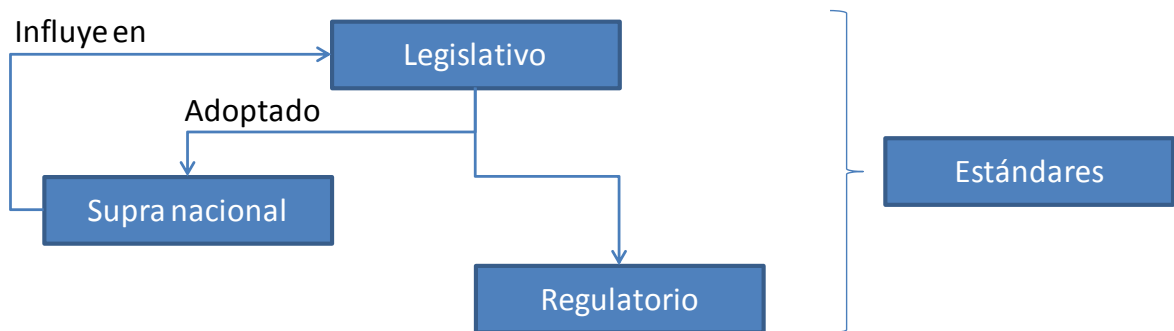 Influye en
Legislativo
Adoptado
Estándares
Supra nacional
Regulatorio